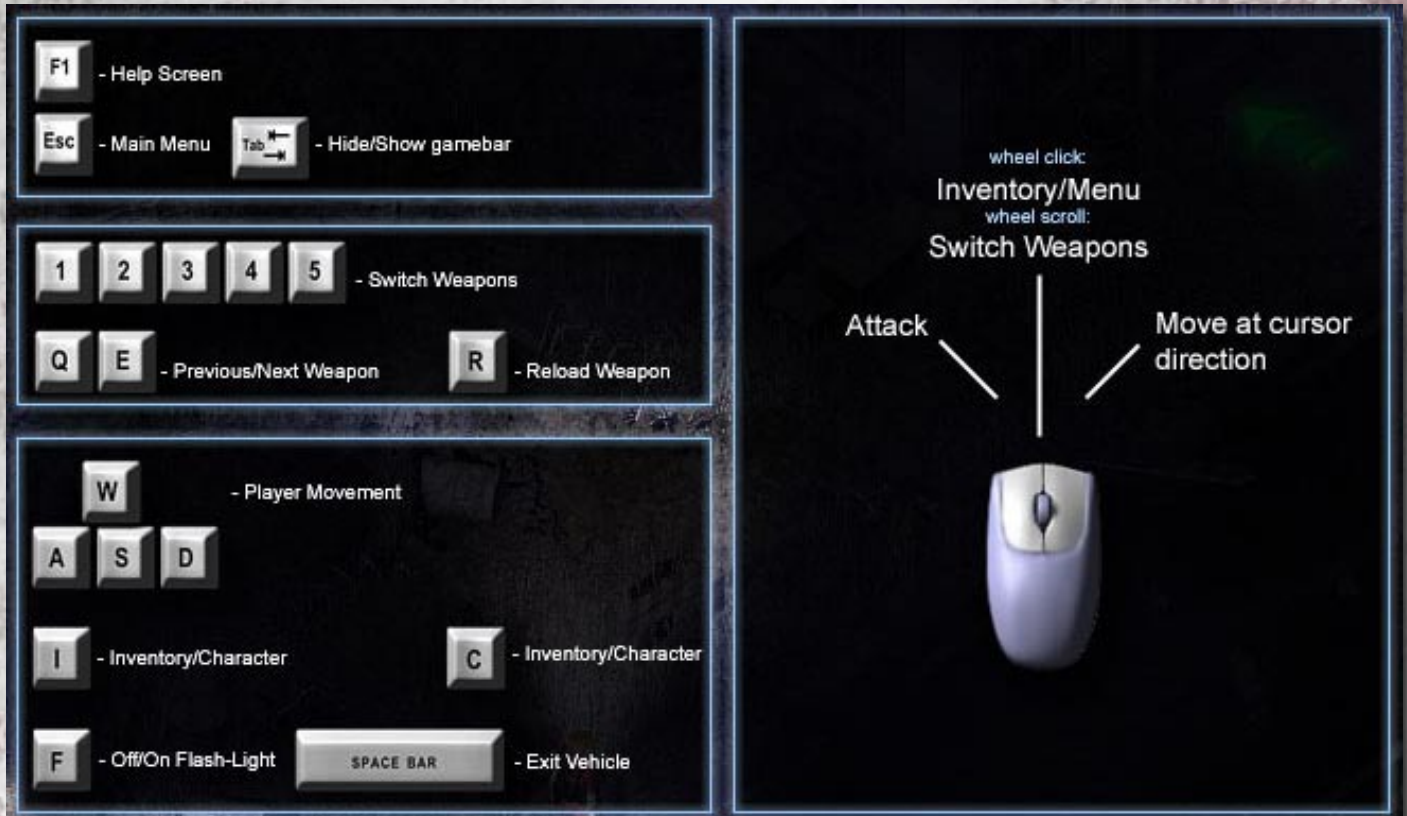 F1 - Help Screen
Esc - Main Menu Tab - Hide/Show gamebar
1 2 3 4 5 - Switch Weapons
Q E - Previous/Next Weapon R - Reload Weapon
W - Player Movement
A S D
I - Inventory/Character C - Inventory/Character
F - Off/On Flash-Light SPACE BAR - Exit Vehicle
wheel click:
Inventory/Menu
wheel scroll:
Switch Weapons
Attack
Move at cursor
direction